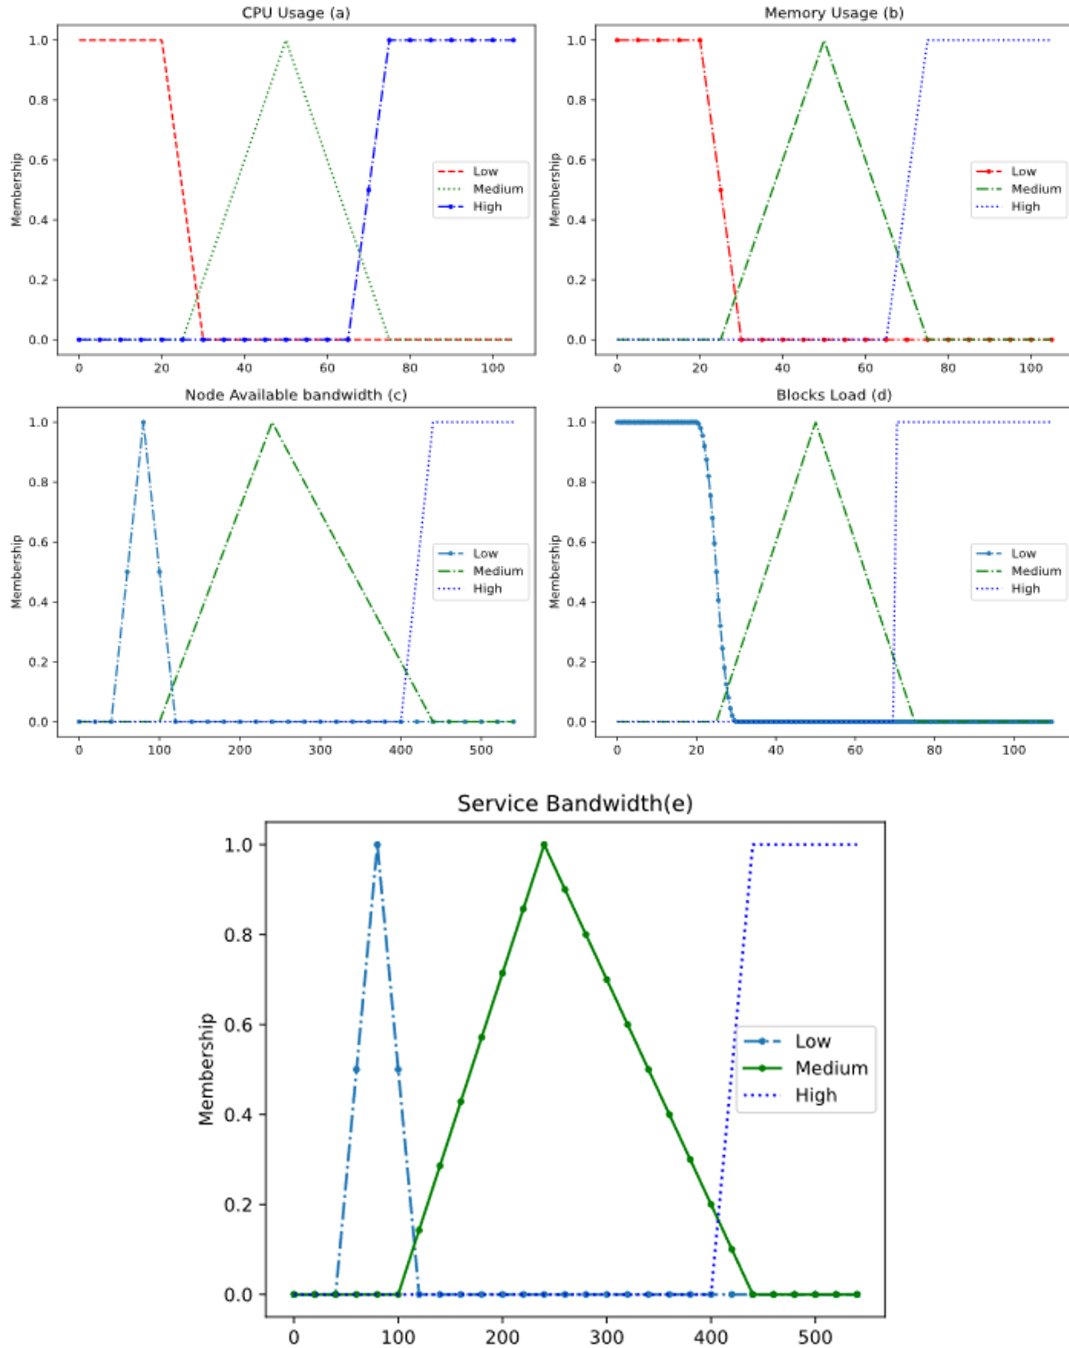 CPU Usage (a)
Membership
1.0
0.8
0.6
0.4
0.2
0.0
0 20 40 60 80 100
Low
Medium
High
Memory Usage (b)
Membership
1.0
0.8
0.6
0.4
0.2
0.0
0 20 40 60 80 100
Low
Medium
High
Node Available bandwidth (c)
Membership
1.0
0.8
0.6
0.4
0.2
0.0
0 100 200 300 400 500
Low
Medium
High
Blocks Load (d)
Membership
1.0
0.8
0.6
0.4
0.2
0.0
0 20 40 60 80 100
Low
Medium
High
Service Bandwidth(e)
Membership
1.0
0.8
0.6
0.4
0.2
0.0
0 100 200 300 400 500
Low
Medium
High